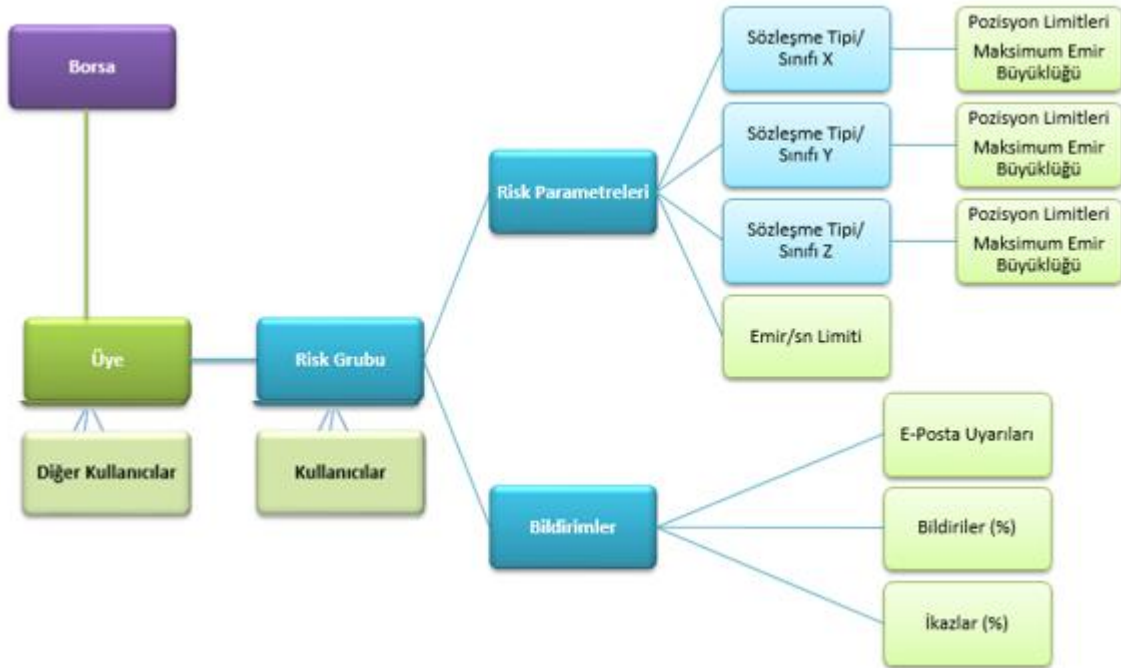 Borsa
Üye
Diğer Kullanıcılar
Risk Grubu
Kullanıcılar
Risk Parametreleri
Sözleşme Tipi/
Sınıfı X
Pozisyon Limitleri
Maksimum Emir
Büyüklüğü
Sözleşme Tipi/
Sınıfı Y
Pozisyon Limitleri
Maksimum Emir
Büyüklüğü
Sözleşme Tipi/
Sınıfı Z
Pozisyon Limitleri
Maksimum Emir
Büyüklüğü
Emir/sn Limiti
Bildirimler
E-Posta Uyarıları
Bildiriler (%)
İkazlar (%)